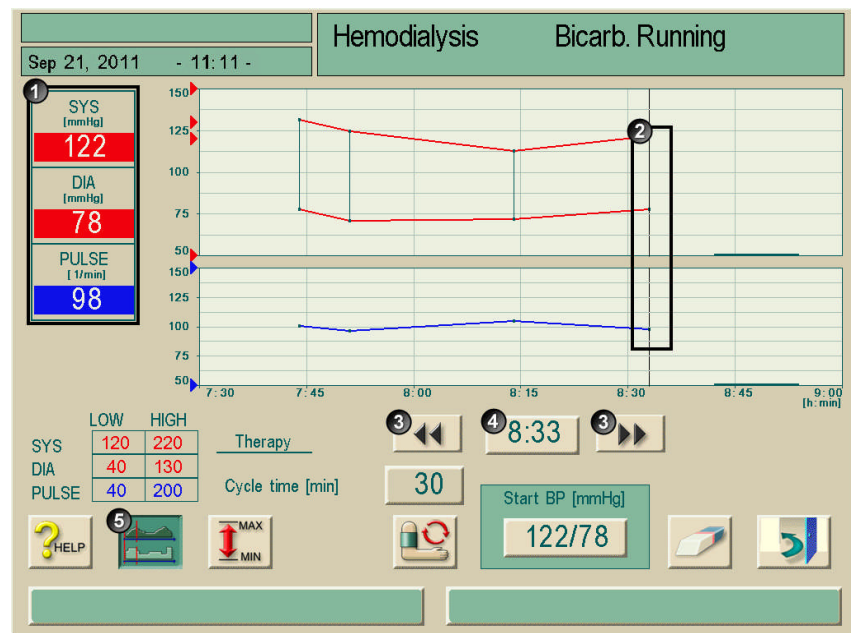 Hemodialysis Bicarb. Running
Sep 21, 2011 - 11:11 -
1
SYS
[mmHg]
122
DIA
[mmHg]
78
PULSE
[1/min]
98
150
125
100
75
50
2
150
125
100
75
50
7:30 7:45 8:00 8:15 8:30 8:45 9:00
[h:min]
LOW HIGH
SYS 120 220
DIA 40 130
PULSE 40 200
Therapy
3 4 8:33 3
Cycle time [min] 30
Start BP [mmHg]
122/78
5
?HELP
MAX
MIN